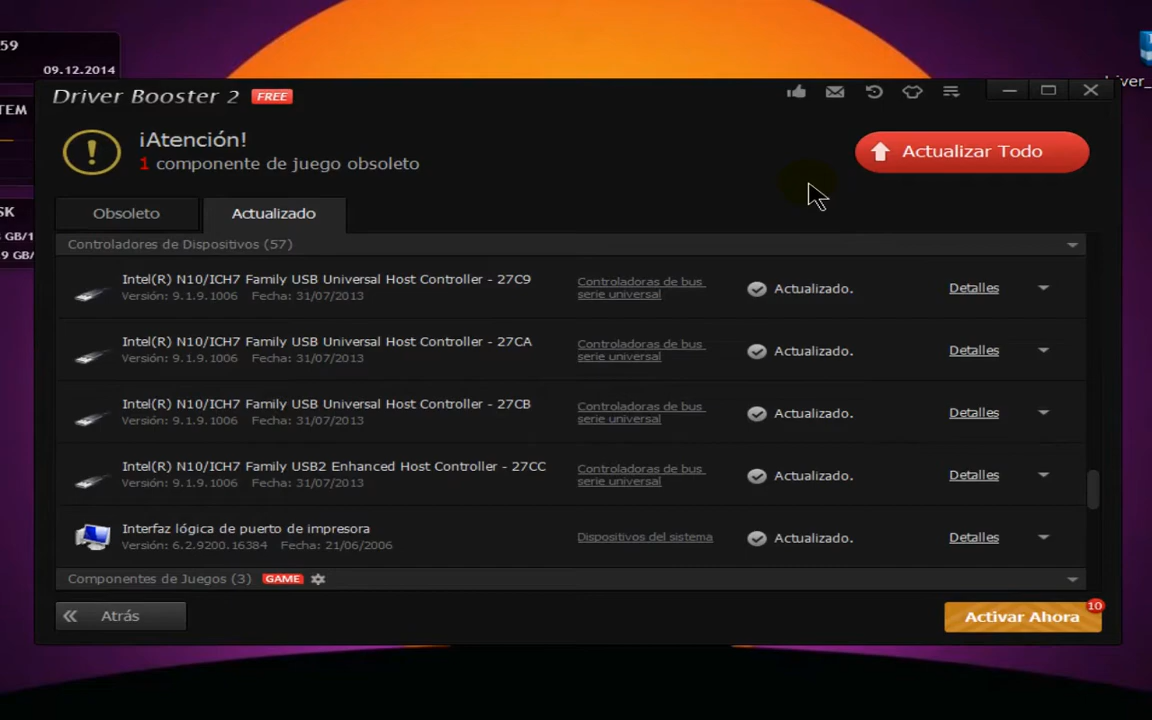 59
09.12.2014
TEM
SK
GB/1
9 GB/
Driver Booster 2 FREE
¡Atención!
1 componente de juego obsoleto
Actualizar Todo
Obsoleto
Actualizado
Controladores de Dispositivos (57)
Intel(R) N10/ICH7 Family USB Universal Host Controller - 27C9
Versión: 9.1.9.1006 Fecha: 31/07/2013
Controladoras de bus
serie universal
Actualizado.
Detalles
Intel(R) N10/ICH7 Family USB Universal Host Controller - 27CA
Versión: 9.1.9.1006 Fecha: 31/07/2013
Controladoras de bus
serie universal
Actualizado.
Detalles
Intel(R) N10/ICH7 Family USB Universal Host Controller - 27CB
Versión: 9.1.9.1006 Fecha: 31/07/2013
Controladoras de bus
serie universal
Actualizado.
Detalles
Intel(R) N10/ICH7 Family USB2 Enhanced Host Controller - 27CC
Versión: 9.1.9.1006 Fecha: 31/07/2013
Controladoras de bus
serie universal
Actualizado.
Detalles
Interfaz lógica de puerto de impresora
Versión: 6.2.9200.16384 Fecha: 21/06/2006
Dispositivos del sistema
Actualizado.
Detalles
Componentes de Juegos (3) GAME
Atrás
Activar Ahora
10